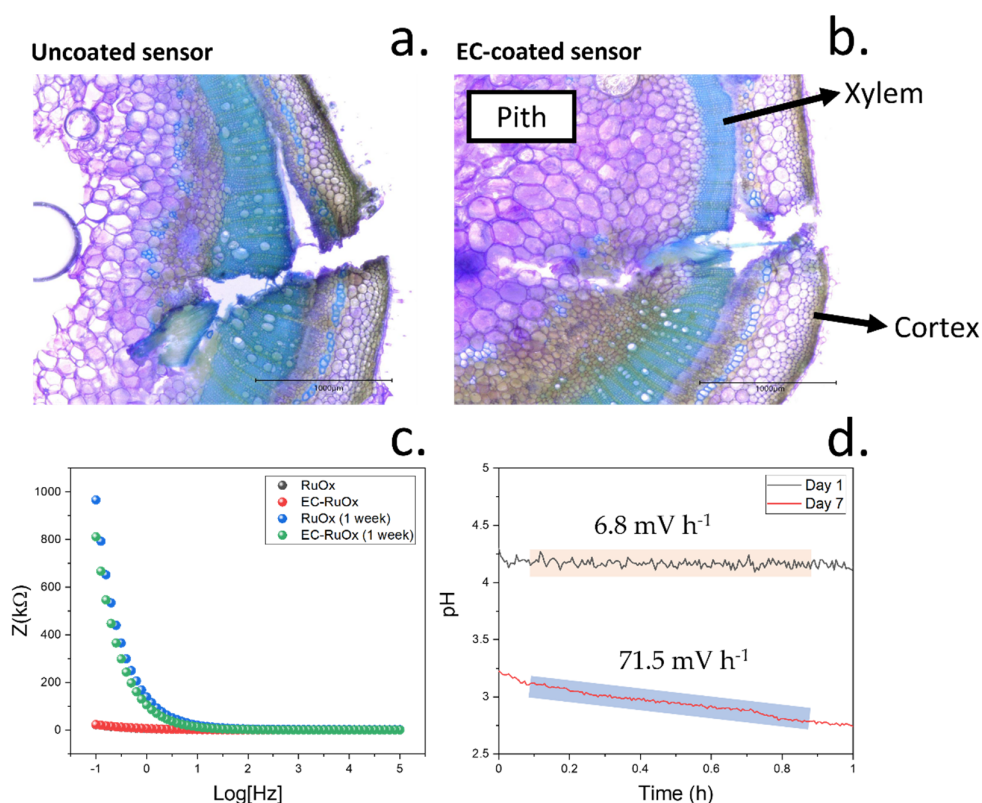 Uncoated sensor
a.
EC-coated sensor
b.
Pith
Xylem
Cortex
1000µm
1000µm
c.
Z(kΩ)
1000
800
600
400
200
0
-1
0
1
2
3
4
5
Log[Hz]
RuOx
EC-RuOx
RuOx (1 week)
EC-RuOx (1 week)
d.
pH
5
4.5
4
3.5
3
2.5
0
0.2
0.4
0.6
0.8
1
Time (h)
Day 1
Day 7
6.8 mV h⁻¹
71.5 mV h⁻¹